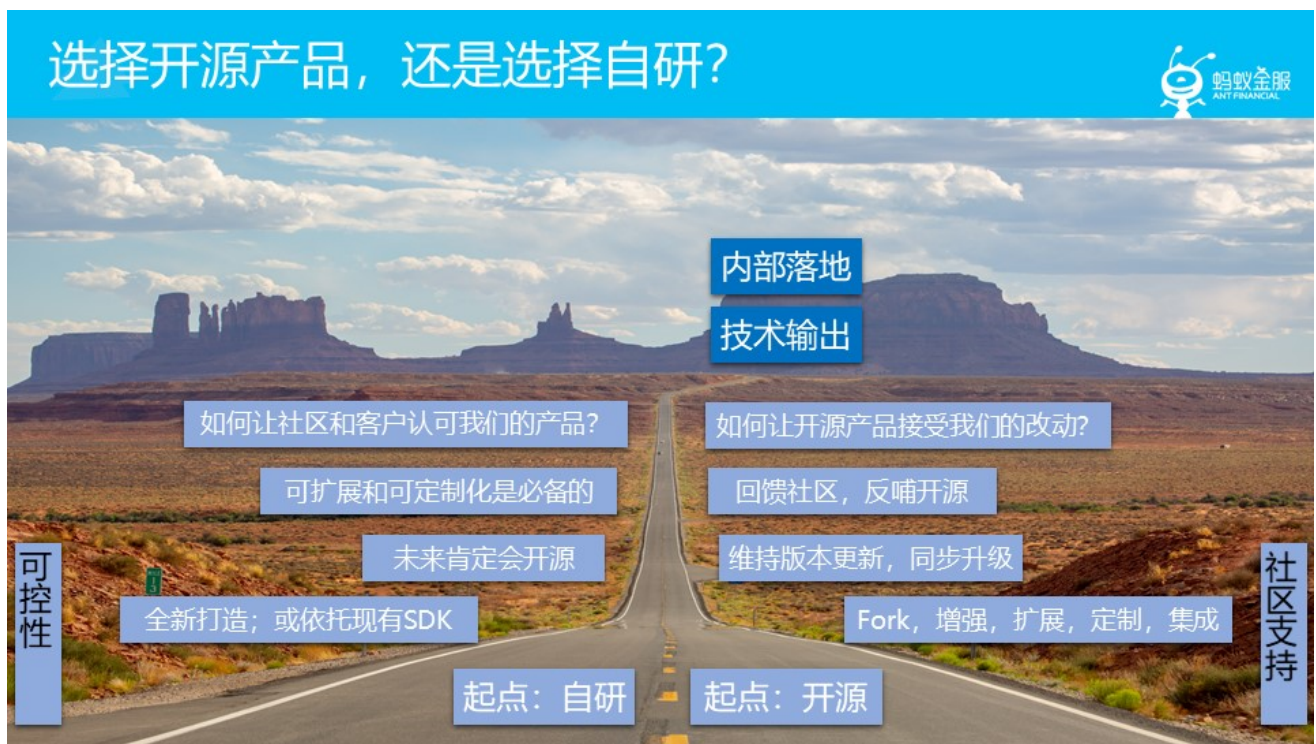 选择开源产品，还是选择自研？
蚂蚁金服
ANT FINANCIAL
内部落地
技术输出
如何让社区和客户认可我们的产品？
如何让开源产品接受我们的改动？
可扩展和可定制化是必备的
回馈社区，反哺开源
未来肯定会开源
维持版本更新，同步升级
可控性
社区支持
全新打造；或依托现有SDK
Fork，增强，扩展，定制，集成
起点：自研
起点：开源